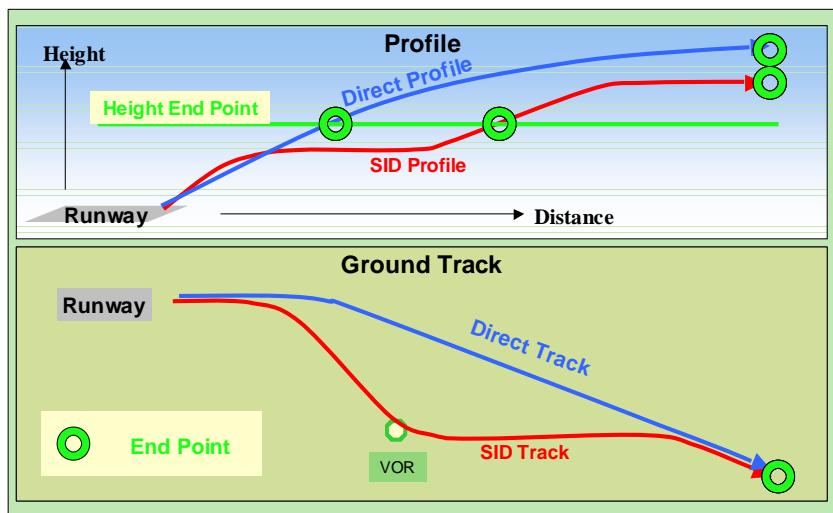 Profile
Height
Direct Profile
Height End Point
SID Profile
Runway
Distance
Ground Track
Runway
Direct Track
End Point
SID Track
VOR